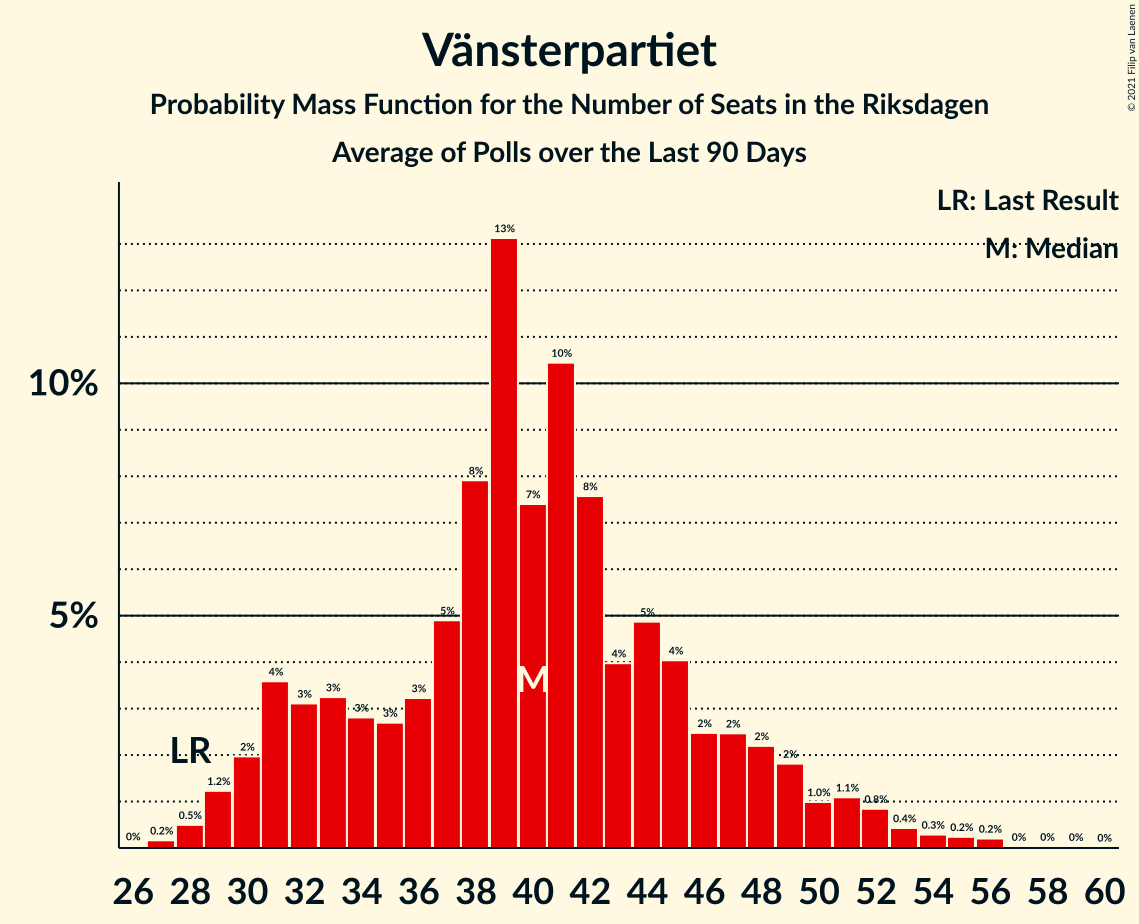 Vänsterpartiet
Probability Mass Function for the Number of Seats in the Riksdagen
Average of Polls over the Last 90 Days
© 2021 Filip van Laenen
LR: Last Result
M: Median
10%
5%
0% 0.2% 0.5% 1.2% 2% 4% 3% 3% 3% 3% 3% 5% 8% 13% 7% 10% 8% 4% 5% 4% 2% 2% 2% 2% 1.0% 1.1% 0.8% 0.4% 0.3% 0.2% 0.2% 0% 0% 0% 0%
LR
M
26 28 30 32 34 36 38 40 42 44 46 48 50 52 54 56 58 60